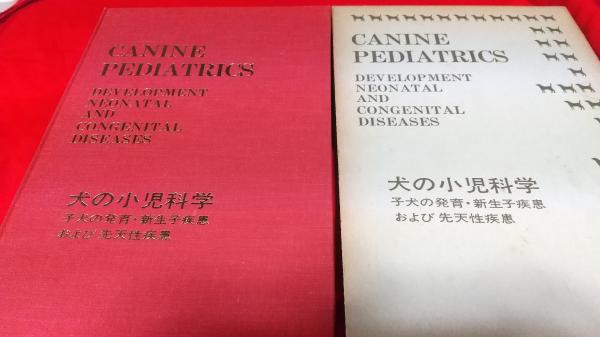 CANINE
PEDIATRICS
DEVELOPMENT
NEONATAL
AND
CONGENITAL
DISEASES
犬の小児科学
子犬の発育・新生子疾患
および 先天性疾患
CANINE
PEDIATRICS
DEVELOPMENT
NEONATAL
AND
CONGENITAL
DISEASES
犬の小児科学
子犬の発育・新生子疾患
および 先天性疾患